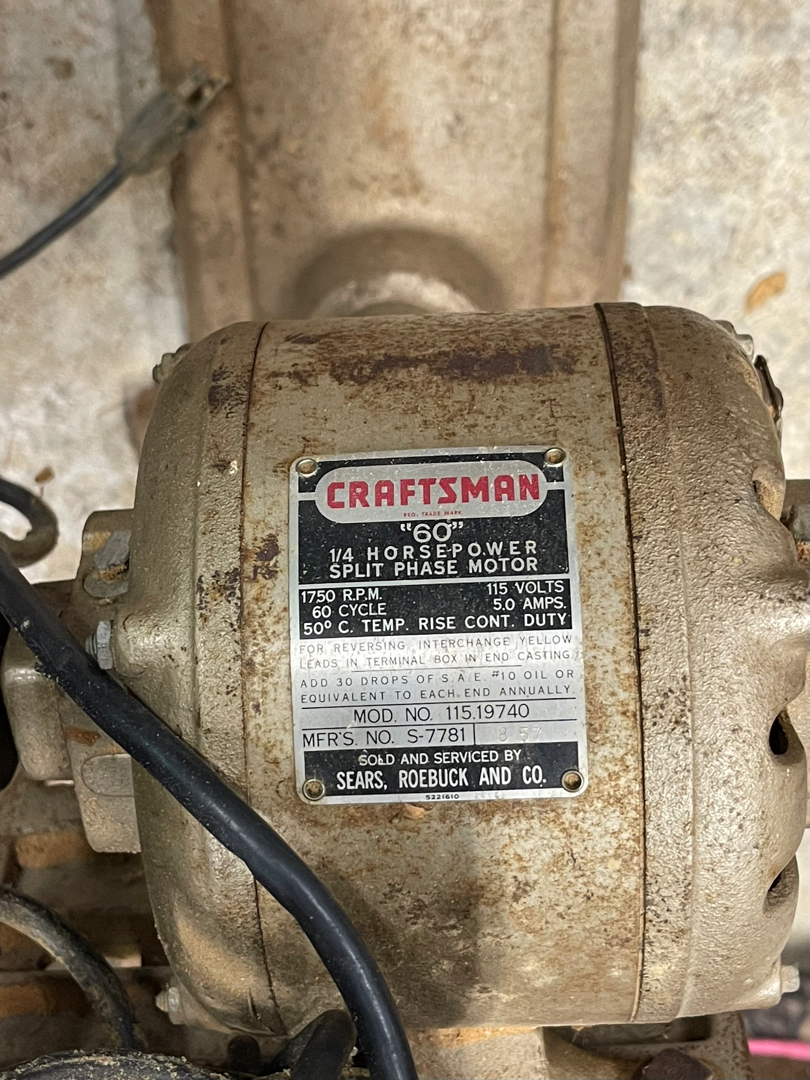 CRAFTSMAN
REG. TRADE MARK
"60"
1/4 HORSEPOWER
SPLIT PHASE MOTOR
1750 R.P.M. 115 VOLTS
60 CYCLE 5.0 AMPS.
50° C. TEMP. RISE CONT. DUTY
FOR REVERSING, INTERCHANGE YELLOW
LEADS IN TERMINAL BOX IN END CASTING.
ADD 30 DROPS OF S.A.E. #10 OIL OR
EQUIVALENT TO EACH END ANNUALLY.
MOD. NO. 115.19740
MFR'S. NO. S-7781 8 57
SOLD AND SERVICED BY
SEARS, ROEBUCK AND CO.
5221610